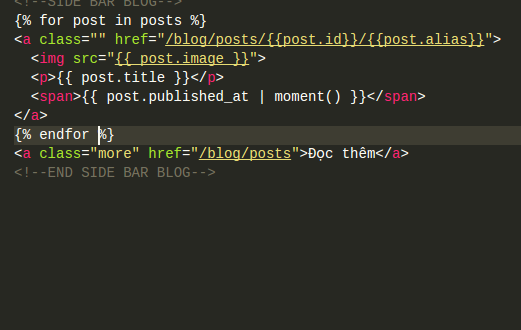 <!--SIDE BAR BLOG-->
{% for post in posts %}
<a class="" href="/blog/posts/{{post.id}}/{{post.alias}}">
<img src="{{ post.image }}">
<p>{{ post.title }}</p>
<span>{{ post.published_at | moment() }}</span>
</a>
{% endfor %}
<a class="more" href="/blog/posts">Đọc thêm</a>
<!--END SIDE BAR BLOG-->